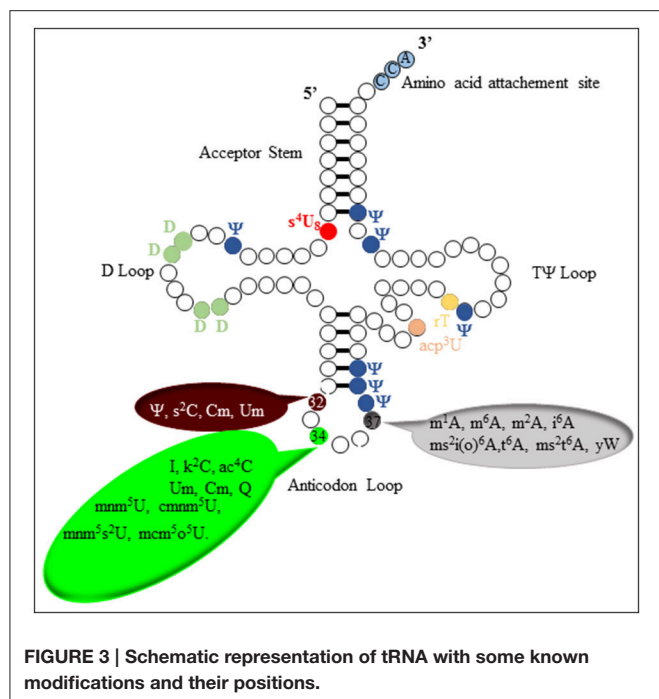 3’
A
C
C
Amino acid attachement site
5’
Acceptor Stem
s⁴U₈
Ψ
Ψ
Ψ
D
D
D Loop
D
D
TΨ Loop
rT
Ψ
acp³U
Ψ
Ψ
Ψ
32
37
34
Ψ, s²C, Cm, Um
m¹A, m⁶A, m²A, i⁶A
ms²i(o)⁶A,t⁶A, ms²t⁶A, yW
I, k²C, ac⁴C
Um, Cm, Q
mnm⁵U, cmnm⁵U,
mnm⁵s²U, mcm⁵o⁵U.
Anticodon Loop
FIGURE 3 | Schematic representation of tRNA with some known
modifications and their positions.